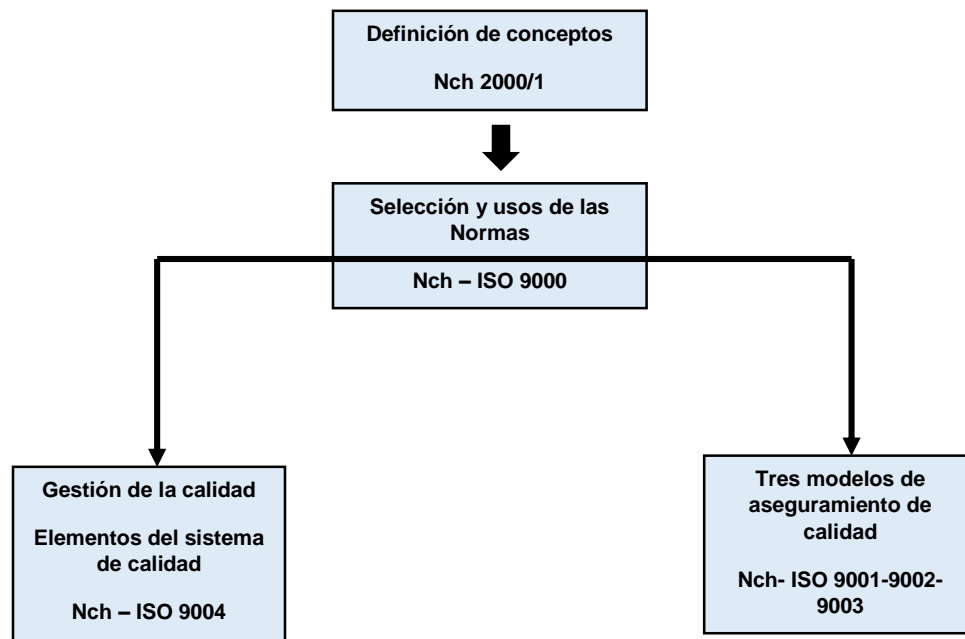 Definición de conceptos
Nch 2000/1
Selección y usos de las
Normas
Nch – ISO 9000
Gestión de la calidad
Elementos del sistema
de calidad
Nch – ISO 9004
Tres modelos de
aseguramiento de
calidad
Nch- ISO 9001-9002-
9003